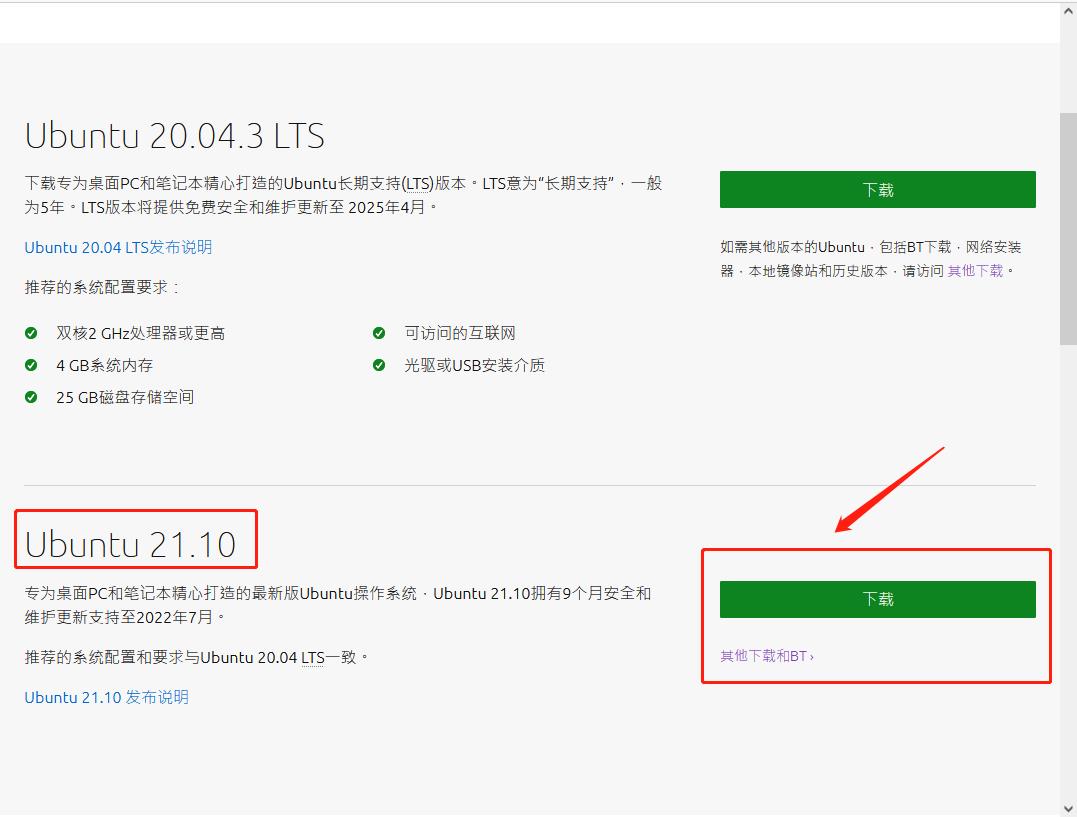 Ubuntu 20.04.3 LTS
下载专为桌面PC和笔记本精心打造的Ubuntu长期支持(LTS)版本。LTS意为“长期支持”，一般
为5年。LTS版本将提供免费安全和维护更新至 2025年4月。
Ubuntu 20.04 LTS发布说明
推荐的系统配置要求：
双核2 GHz处理器或更高
4 GB系统内存
25 GB磁盘存储空间
可访问的互联网
光驱或USB安装介质
下载
如需其他版本的Ubuntu，包括BT下载，网络安装
器，本地镜像站和历史版本，请访问 其他下载。
Ubuntu 21.10
专为桌面PC和笔记本精心打造的最新版Ubuntu操作系统，Ubuntu 21.10拥有9个月安全和
维护更新支持至2022年7月。
推荐的系统配置和要求与Ubuntu 20.04 LTS一致。
Ubuntu 21.10 发布说明
下载
其他下载和BT ›